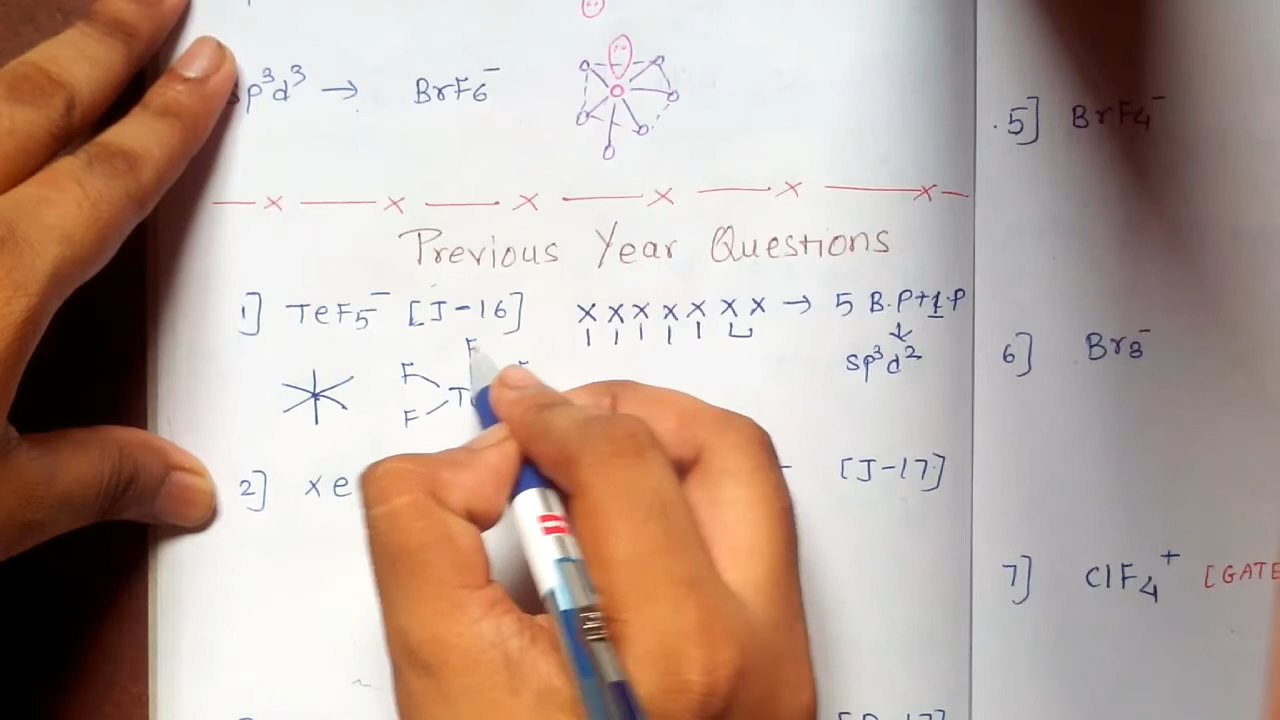 sp³d³ → BrF₆⁻
Previous Year Questions
1] TeF₅⁻ [J-16] x x x x x x x → 5 B.P + 1.P
sp³d²
F
F
F T
2] xe [J-17]
5] BrF₄⁻
6] Br₃⁻
7] ClF₄⁺ [GATE